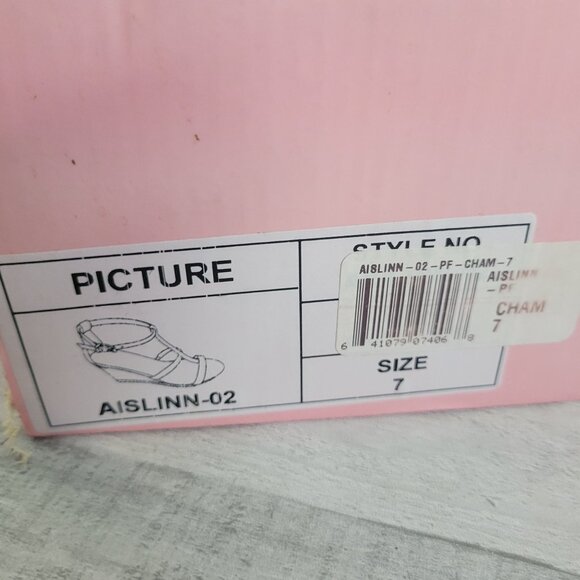 PICTURE
STYLE NO
AISLINN-02-PF-CHAM-7
AISLINN
-PF
CHAM
7
6 41079 07406 8
SIZE
7
AISLINN-02